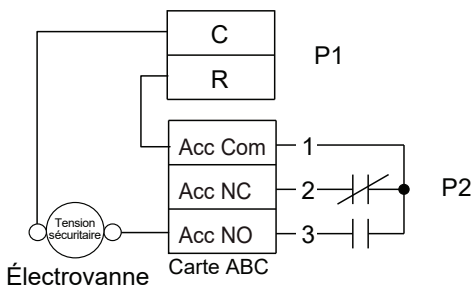 C
P1
R
Acc Com
1
Acc NC
2
P2
Tension
sécuritaire
Acc NO
3
Électrovanne
Carte ABC